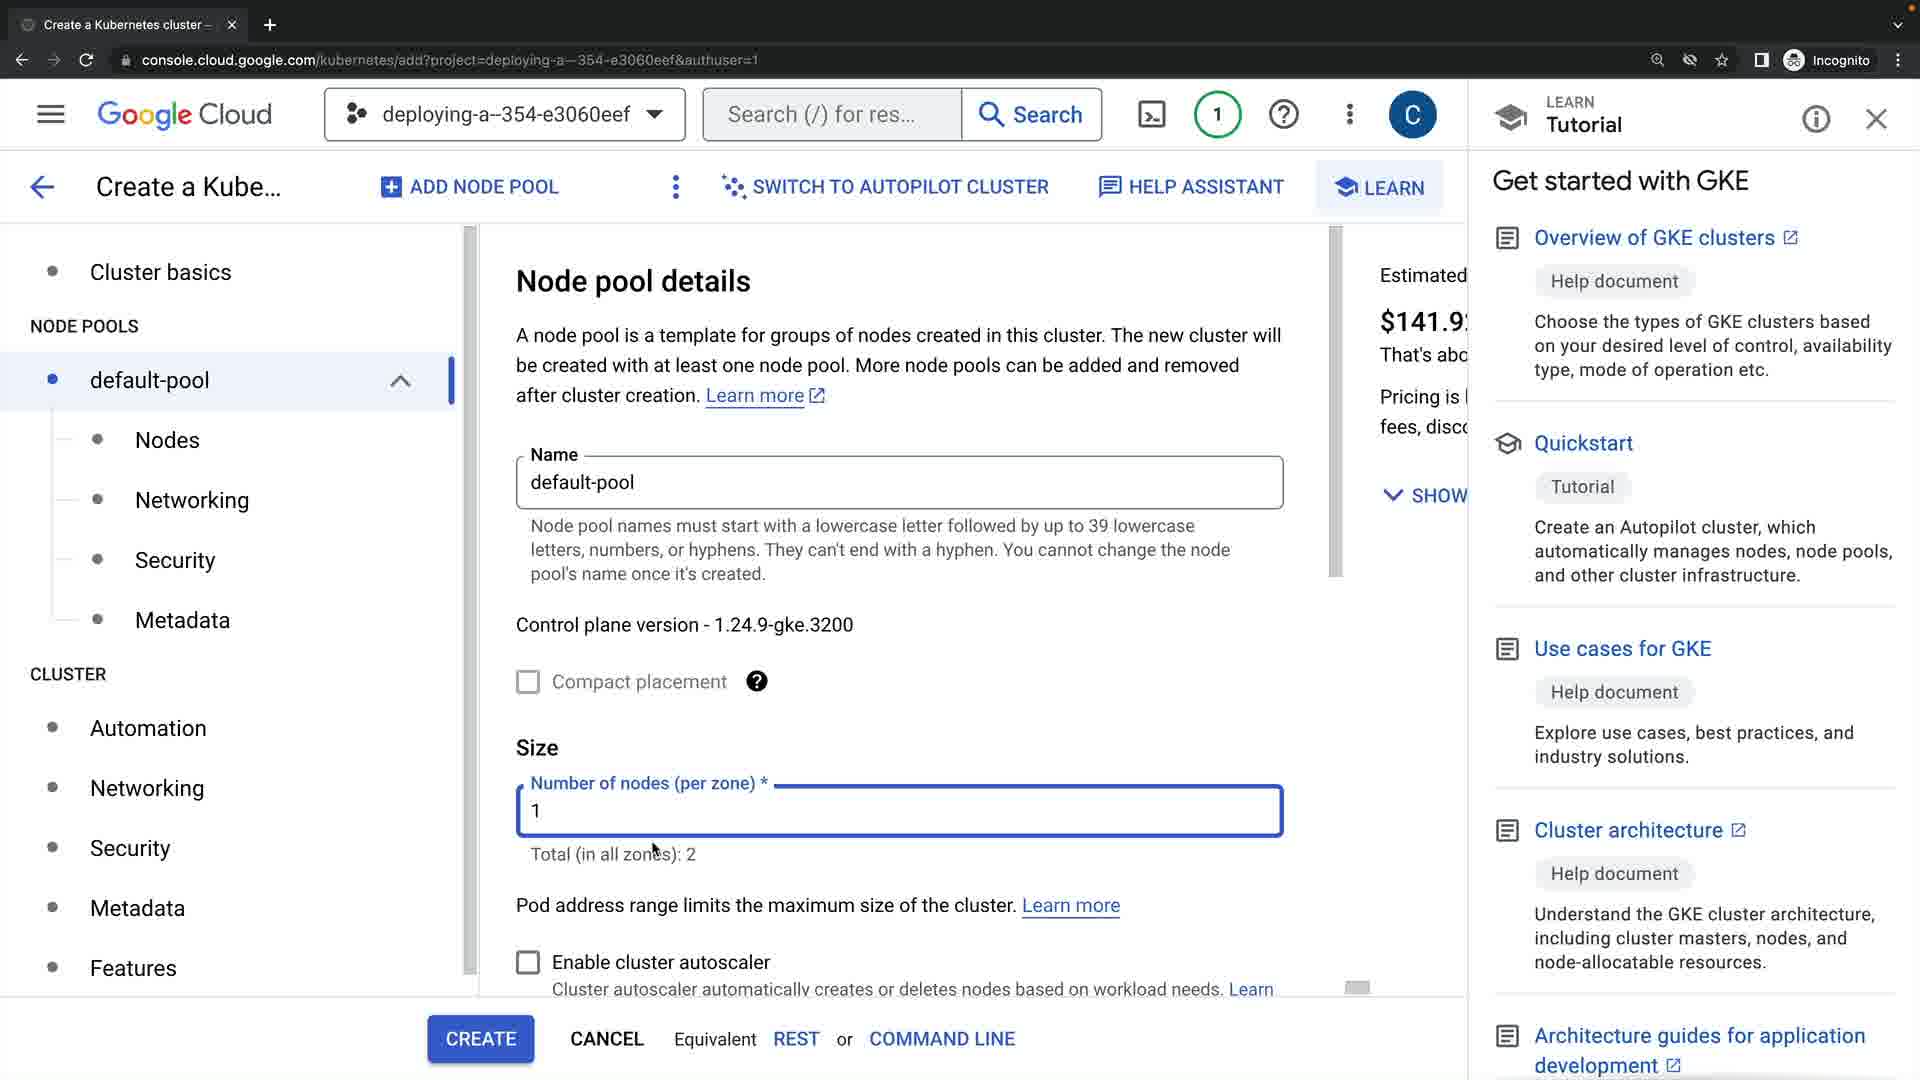 Create a Kubernetes cluster –
console.cloud.google.com/kubernetes/add?project=deploying-a--354-e3060eef&authuser=1
Incognito
Google Cloud
deploying-a--354-e3060eef
Search (/) for res...
Search
1
C
LEARN
Tutorial
Create a Kube...
ADD NODE POOL
SWITCH TO AUTOPILOT CLUSTER
HELP ASSISTANT
LEARN
Cluster basics
NODE POOLS
default-pool
Nodes
Networking
Security
Metadata
CLUSTER
Automation
Networking
Security
Metadata
Features
Node pool details
A node pool is a template for groups of nodes created in this cluster. The new cluster will
be created with at least one node pool. More node pools can be added and removed
after cluster creation. Learn more
Name
default-pool
Node pool names must start with a lowercase letter followed by up to 39 lowercase
letters, numbers, or hyphens. They can't end with a hyphen. You cannot change the node
pool's name once it's created.
Control plane version - 1.24.9-gke.3200
Compact placement
Size
Number of nodes (per zone) *
1
Total (in all zones): 2
Pod address range limits the maximum size of the cluster. Learn more
Enable cluster autoscaler
Cluster autoscaler automatically creates or deletes nodes based on workload needs. Learn
Estimated
$141.9
That's abo
Pricing is
fees, disc
SHOW
Get started with GKE
Overview of GKE clusters
Help document
Choose the types of GKE clusters based
on your desired level of control, availability
type, mode of operation etc.
Quickstart
Tutorial
Create an Autopilot cluster, which
automatically manages nodes, node pools,
and other cluster infrastructure.
Use cases for GKE
Help document
Explore use cases, best practices, and
industry solutions.
Cluster architecture
Help document
Understand the GKE cluster architecture,
including cluster masters, nodes, and
node-allocatable resources.
Architecture guides for application
development
CREATE
CANCEL
Equivalent REST or COMMAND LINE